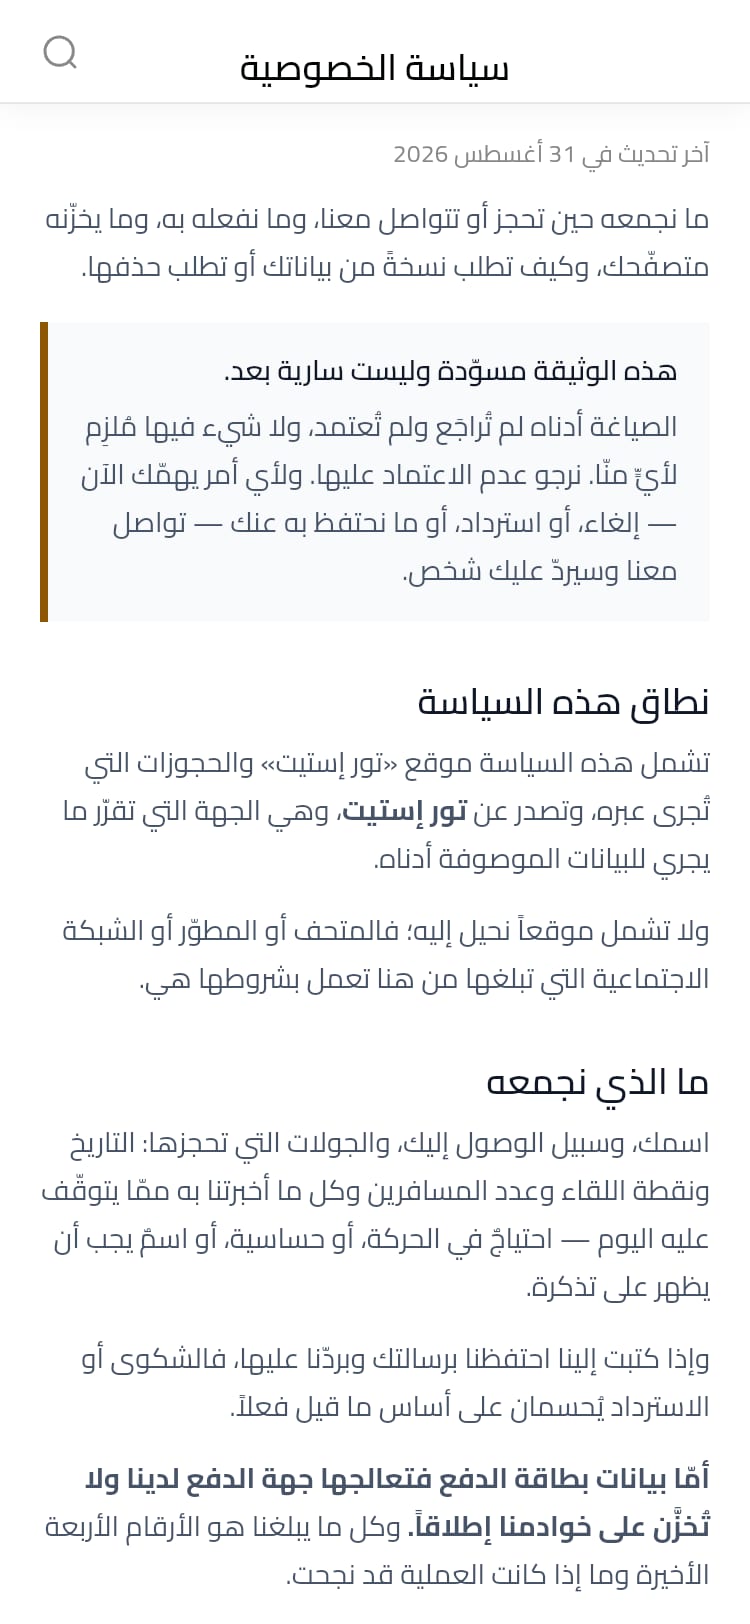 سياسة الخصوصية
آخر تحديث في 31 أغسطس 2026
ما نجمعه حين تحجز أو تتواصل معنا، وما نفعله به، وما يخزّنه
متصفّحك، وكيف تطلب نسخةً من بياناتك أو تطلب حذفها.
هذه الوثيقة مسوّدة وليست سارية بعد.
الصياغة أدناه لم تُراجَع ولم تُعتمد، ولا شيء فيها مُلزِم
لأيٍّ منّا. نرجو عدم الاعتماد عليها. ولأي أمر يهمّك الآن
— إلغاء، أو استرداد، أو ما نحتفظ به عنك — تواصل
معنا وسيردّ عليك شخص.
نطاق هذه السياسة
تشمل هذه السياسة موقع «تور إستيت» والحجوزات التي
تُجرى عبره، وتصدر عن تور إستيت، وهي الجهة التي تقرّر ما
يجري للبيانات الموصوفة أدناه.
ولا تشمل موقعاً نحيل إليه؛ فالمتحف أو المطوّر أو الشبكة
الاجتماعية التي تبلغها من هنا تعمل بشروطها هي.
ما الذي نجمعه
اسمك، وسبيل الوصول إليك، والجولات التي تحجزها: التاريخ
ونقطة اللقاء وعدد المسافرين وكل ما أخبرتنا به ممّا يتوقّف
عليه اليوم — احتياجٌ في الحركة، أو حساسية، أو اسمٌ يجب أن
يظهر على تذكرة.
وإذا كتبت إلينا احتفظنا برسالتك وبردّنا عليها، فالشكوى أو
الاسترداد يُحسمان على أساس ما قيل فعلاً.
أمّا بيانات بطاقة الدفع فتعالجها جهة الدفع لدينا ولا
تُخزَّن على خوادمنا إطلاقاً. وكل ما يبلغنا هو الأرقام الأربعة
الأخيرة وما إذا كانت العملية قد نجحت.